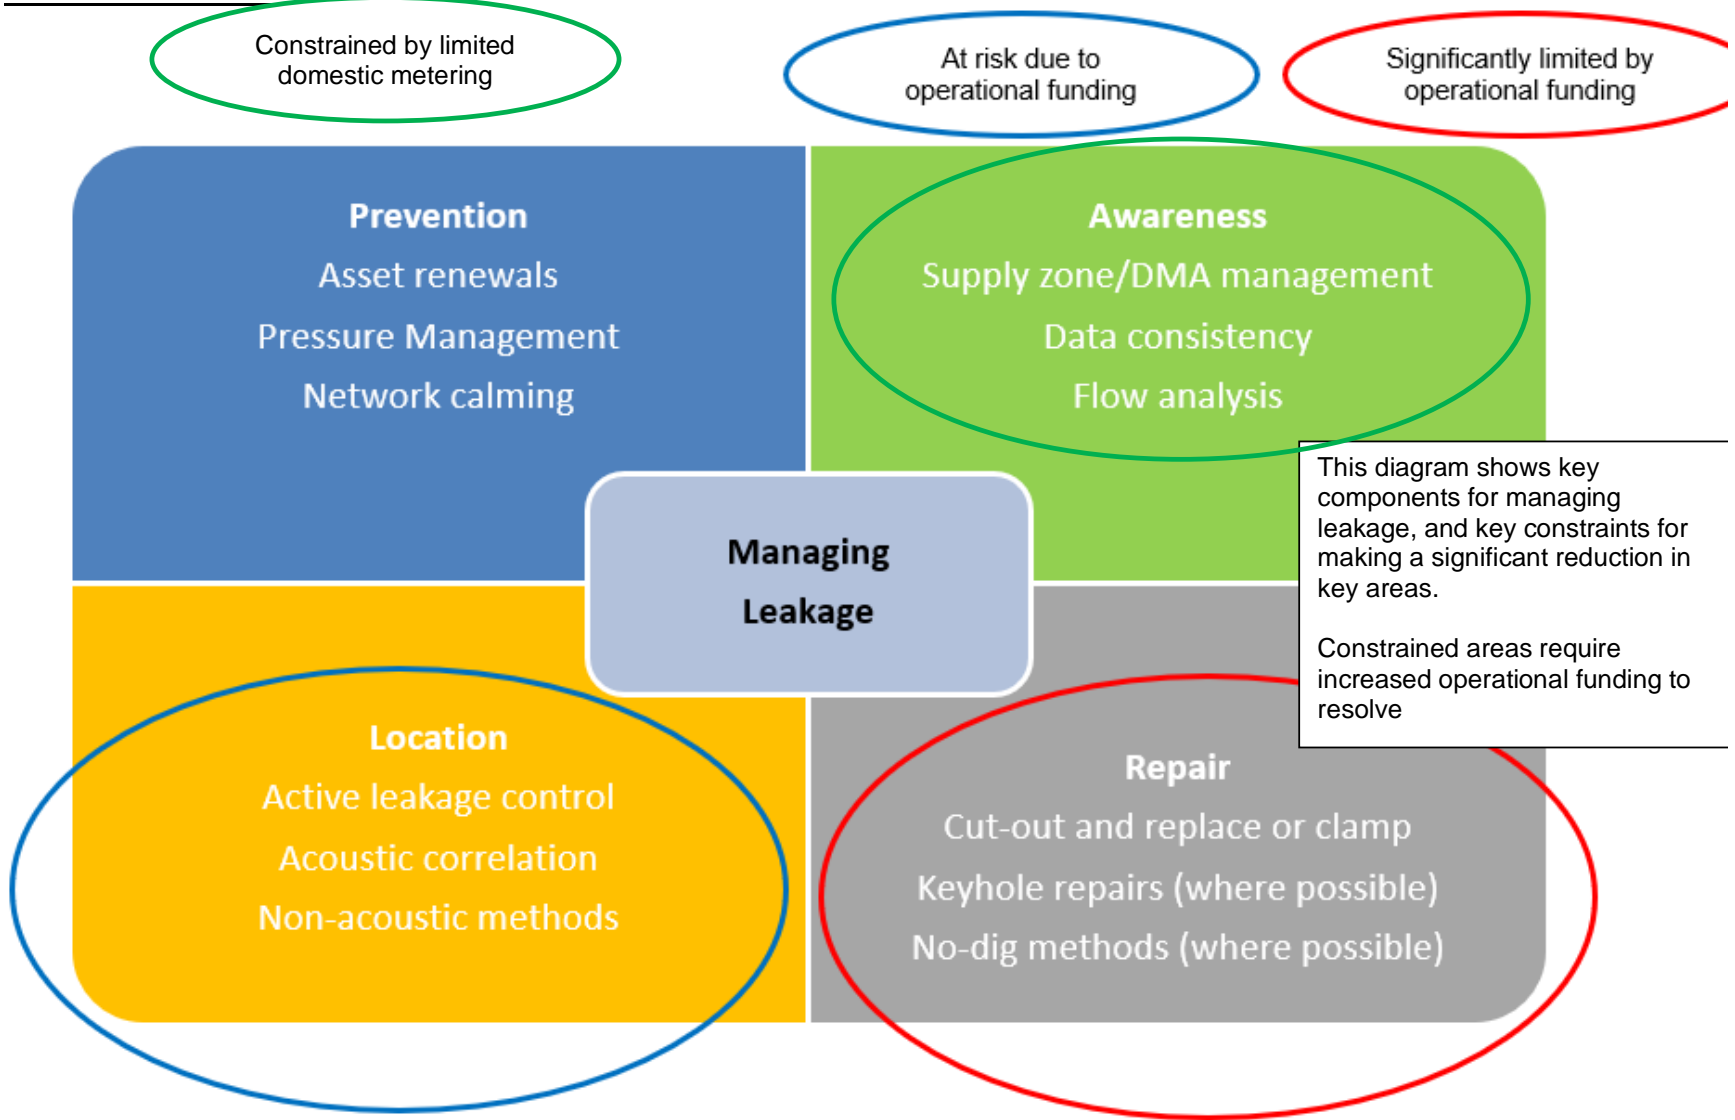 Constrained by limited
domestic metering
At risk due to
operational funding
Significantly limited by
operational funding
Prevention
Asset renewals
Pressure Management
Network calming
Awareness
Supply zone/DMA management
Data consistency
Flow analysis
Managing
Leakage
This diagram shows key
components for managing
leakage, and key constraints for
making a significant reduction in
key areas.
Constrained areas require
increased operational funding to
resolve
Location
Active leakage control
Acoustic correlation
Non-acoustic methods
Repair
Cut-out and replace or clamp
Keyhole repairs (where possible)
No-dig methods (where possible)